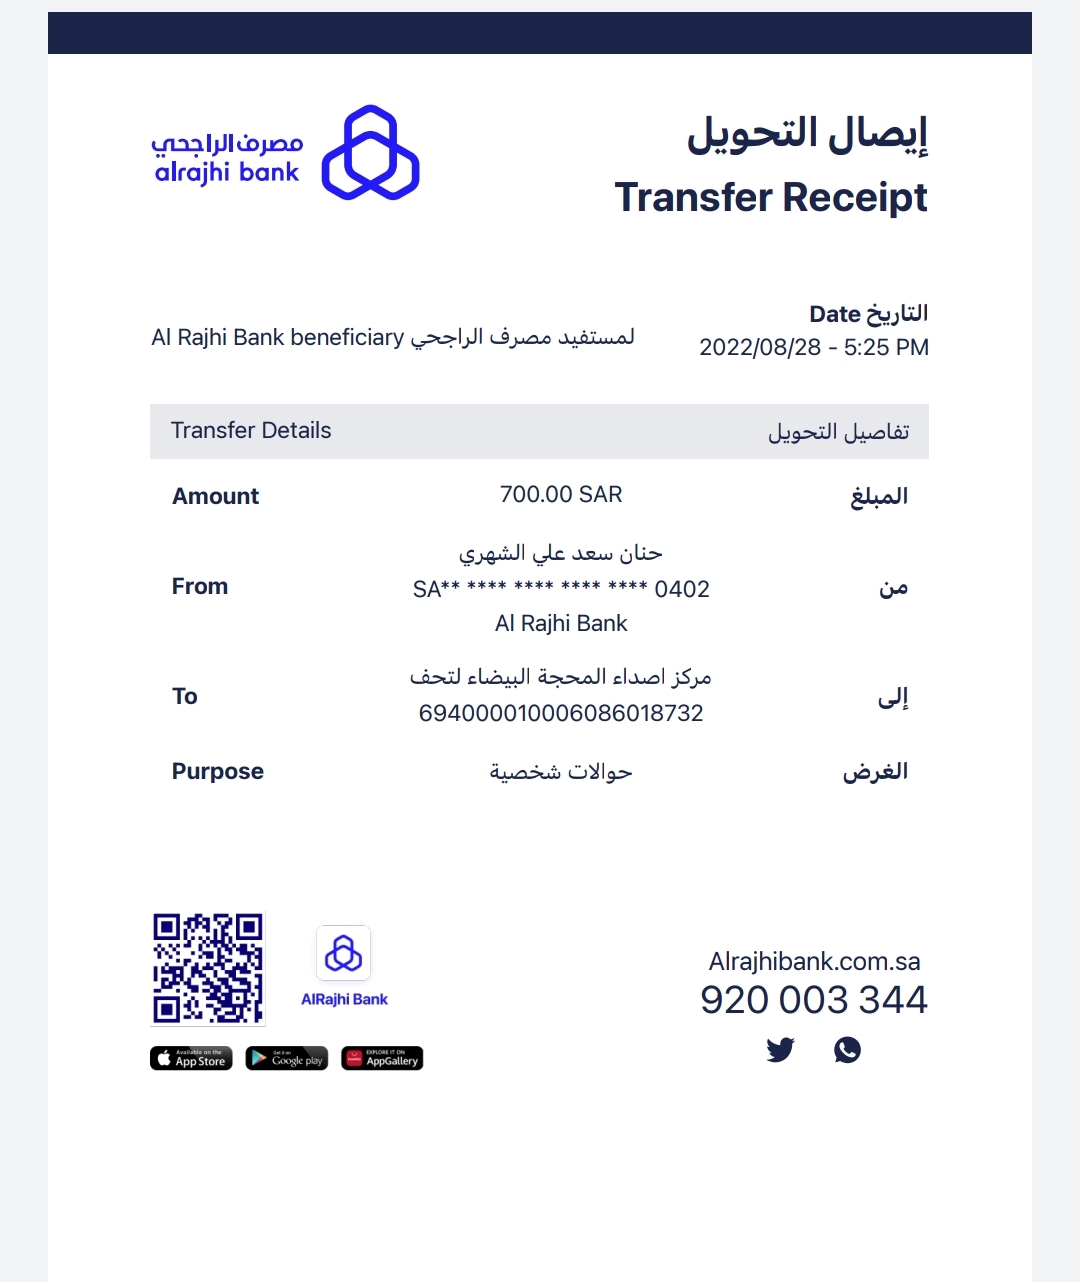 مصرف الراجحي
alrajhi bank
إيصال التحويل
Transfer Receipt
التاريخ Date
2022/08/28 - 5:25 PM
Al Rajhi Bank beneficiary لمستفيد مصرف الراجحي
Transfer Details تفاصيل التحويل
Amount 700.00 SAR المبلغ
حنان سعد علي الشهري
From SA** **** **** **** **** 0402 من
Al Rajhi Bank
مركز اصداء المحجة البيضاء لتحف
To 694000010006086018732 إلى
Purpose حوالات شخصية الغرض
AlRajhi Bank
Available on the App Store
Get it on Google play
EXPLORE IT ON AppGallery
Alrajhibank.com.sa
920 003 344